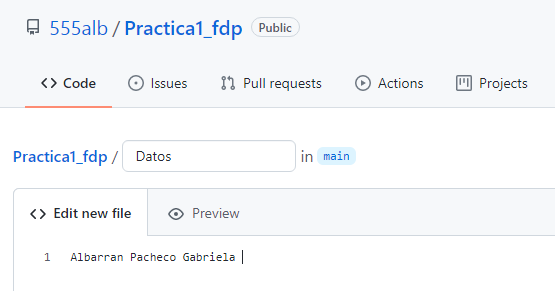 555alb / Practica1_fdp Public
Code Issues Pull requests Actions Projects
Practica1_fdp / Datos in main
Edit new file Preview
1 Albarran Pacheco Gabriela